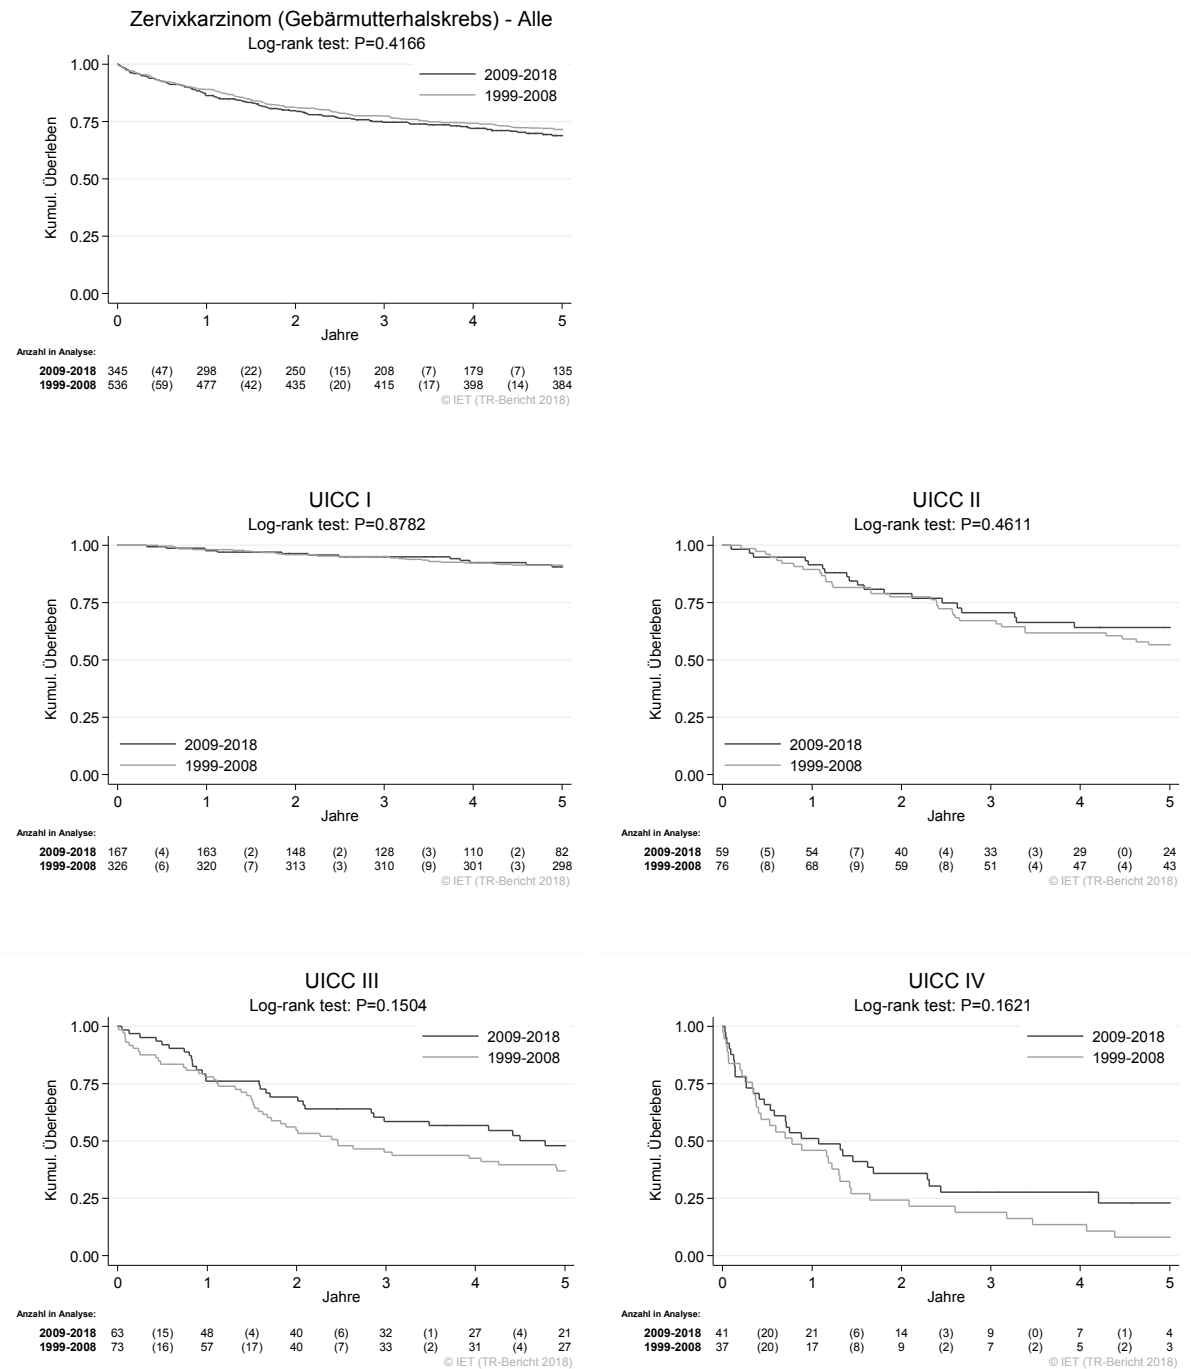 Zervixkarzinom (Gebärmutterhalskrebs) - Alle
Log-rank test: P=0.4166
2009-2018
1999-2008
Kumul. Überleben
1.00
0.75
0.50
0.25
0.00
0 1 2 3 4 5
Jahre
Anzahl in Analyse:
2009-2018 345 (47) 298 (22) 250 (15) 208 (7) 179 (7) 135
1999-2008 536 (59) 477 (42) 435 (20) 415 (17) 398 (14) 384
© IET (TR-Bericht 2018)
UICC I
Log-rank test: P=0.8782
Kumul. Überleben
1.00
0.75
0.50
0.25
0.00
2009-2018
1999-2008
0 1 2 3 4 5
Jahre
Anzahl in Analyse:
2009-2018 167 (4) 163 (2) 148 (2) 128 (3) 110 (2) 82
1999-2008 326 (6) 320 (7) 313 (3) 310 (9) 301 (3) 298
© IET (TR-Bericht 2018)
UICC II
Log-rank test: P=0.4611
Kumul. Überleben
1.00
0.75
0.50
0.25
0.00
2009-2018
1999-2008
0 1 2 3 4 5
Jahre
Anzahl in Analyse:
2009-2018 59 (5) 54 (7) 40 (4) 33 (3) 29 (0) 24
1999-2008 76 (8) 68 (9) 59 (8) 51 (4) 47 (4) 43
© IET (TR-Bericht 2018)
UICC III
Log-rank test: P=0.1504
2009-2018
1999-2008
Kumul. Überleben
1.00
0.75
0.50
0.25
0.00
0 1 2 3 4 5
Jahre
Anzahl in Analyse:
2009-2018 63 (15) 48 (4) 40 (6) 32 (1) 27 (4) 21
1999-2008 73 (16) 57 (17) 40 (7) 33 (2) 31 (4) 27
© IET (TR-Bericht 2018)
UICC IV
Log-rank test: P=0.1621
2009-2018
1999-2008
Kumul. Überleben
1.00
0.75
0.50
0.25
0.00
0 1 2 3 4 5
Jahre
Anzahl in Analyse:
2009-2018 41 (20) 21 (6) 14 (3) 9 (0) 7 (1) 4
1999-2008 37 (20) 17 (8) 9 (2) 7 (2) 5 (2) 3
© IET (TR-Bericht 2018)